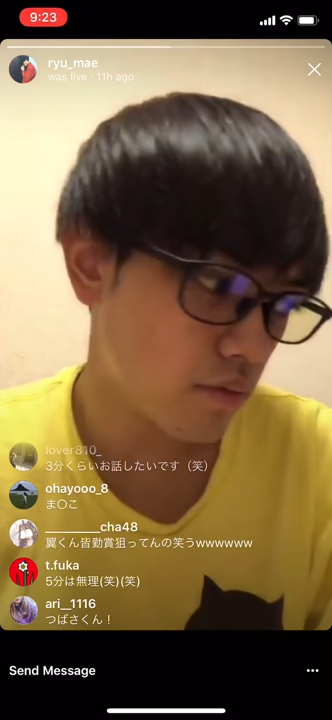 9:23
ryu_mae
was live · 11h ago
lover810_
3分くらいお話したいです（笑）
ohayooo_8
ま〇こ
_________cha48
翼くん皆勤賞狙ってんの笑うwwwwww
t.fuka
5分は無理(笑)(笑)
ari__1116
つばさくん！
Send Message